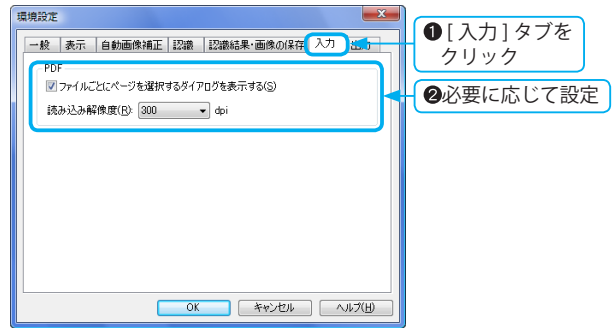 環境設定
一般 表示 自動画像補正 認識 認識結果・画像の保存 入力 出力
PDF
ファイルごとにページを選択するダイアログを表示する(S)
読み込み解像度(R): 300 dpi
OK キャンセル ヘルプ(H)
❶[入力]タブを
クリック
❷必要に応じて設定